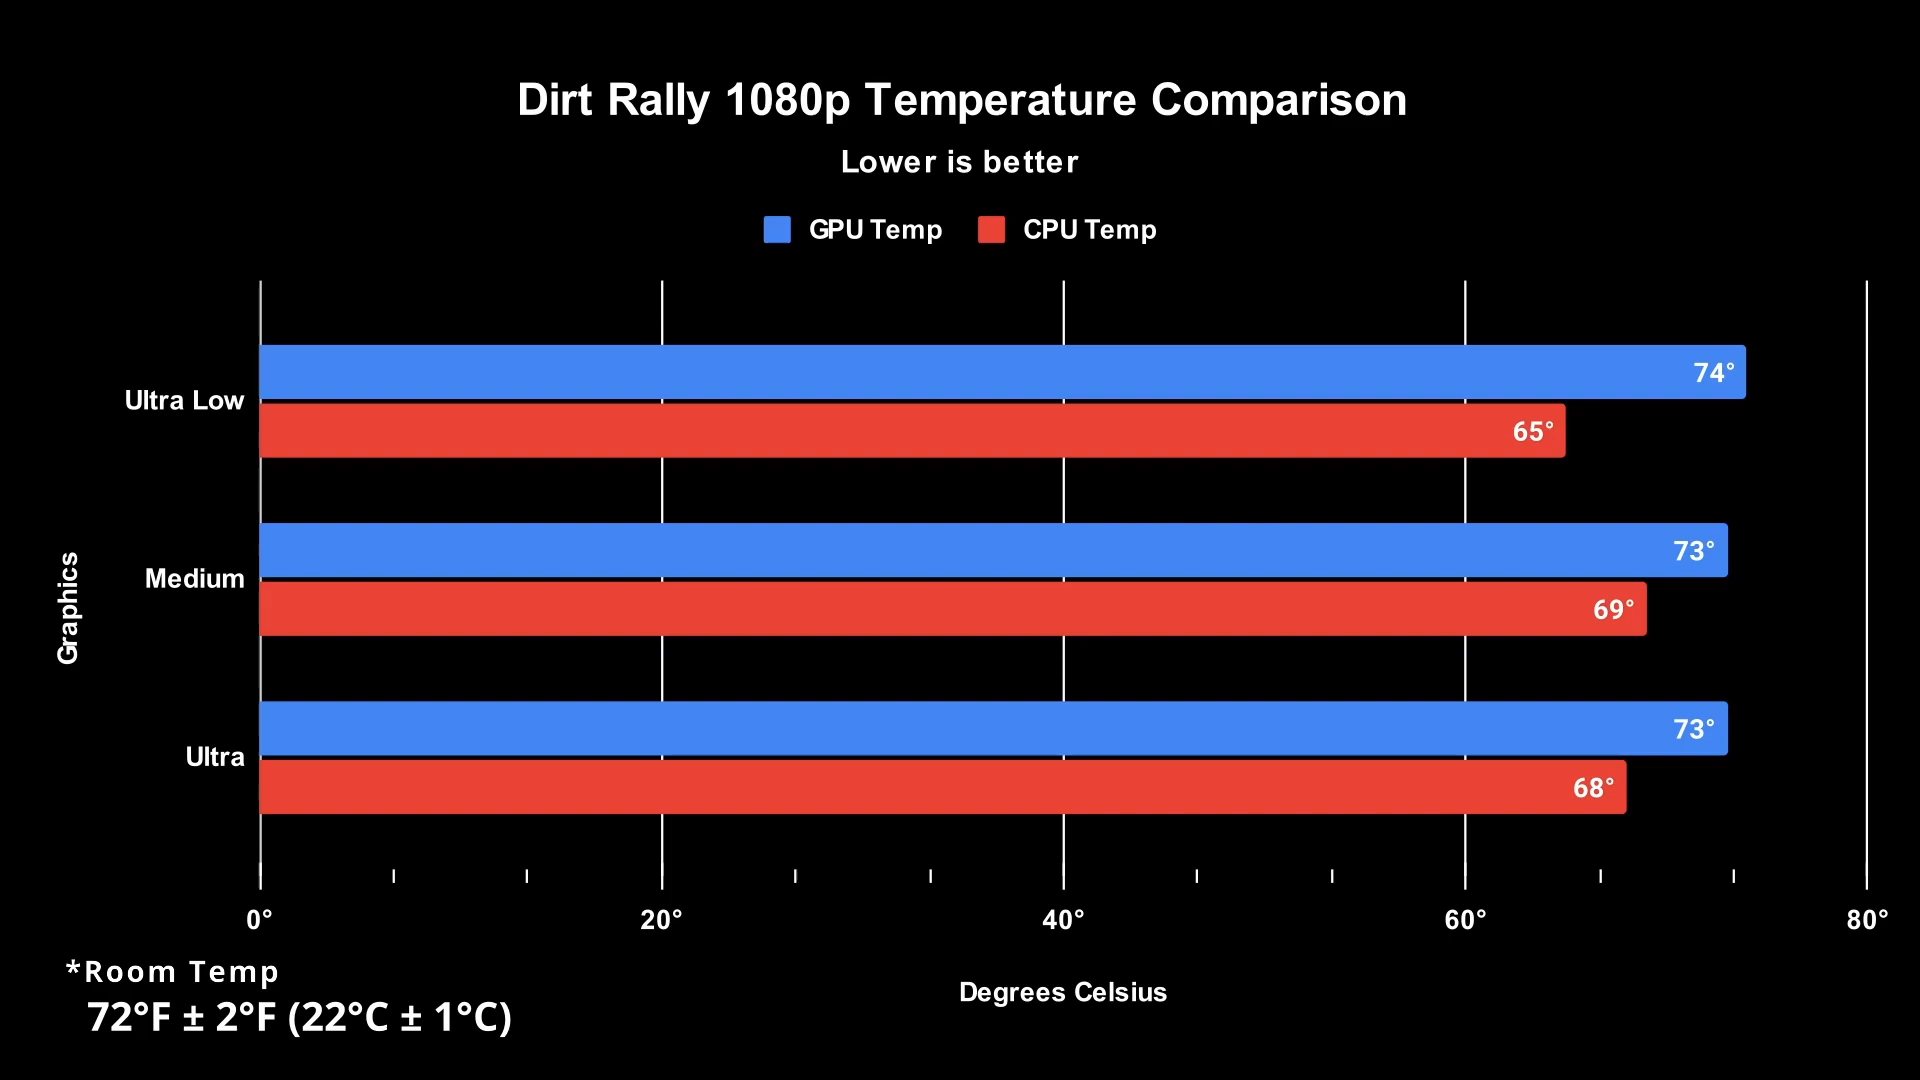 Dirt Rally 1080p Temperature Comparison
Lower is better
GPU Temp CPU Temp
74°
Ultra Low
65°
73°
Medium
69°
Graphics
73°
Ultra
68°
0° 20° 40° 60° 80°
*Room Temp
Degrees Celsius
72°F ± 2°F (22°C ± 1°C)